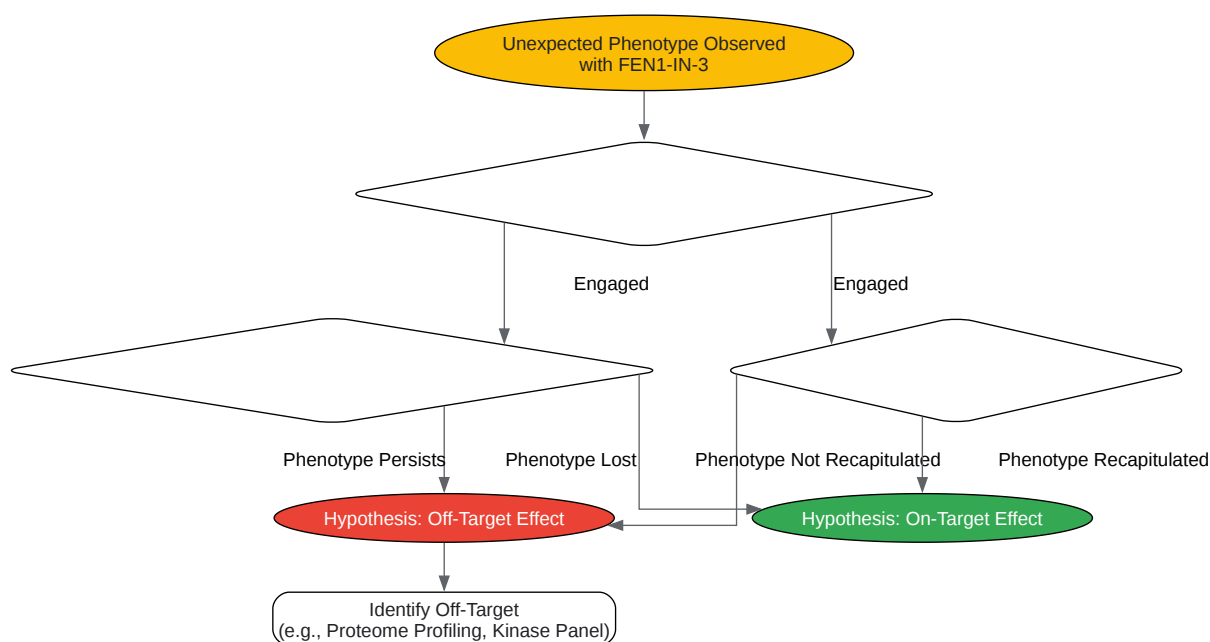 Unexpected Phenotype Observed
with FEN1-IN-3
Engaged
Engaged
Phenotype Persists
Phenotype Lost
Phenotype Not Recapitulated
Phenotype Recapitulated
Hypothesis: Off-Target Effect
Hypothesis: On-Target Effect
Identify Off-Target
(e.g., Proteome Profiling, Kinase Panel)